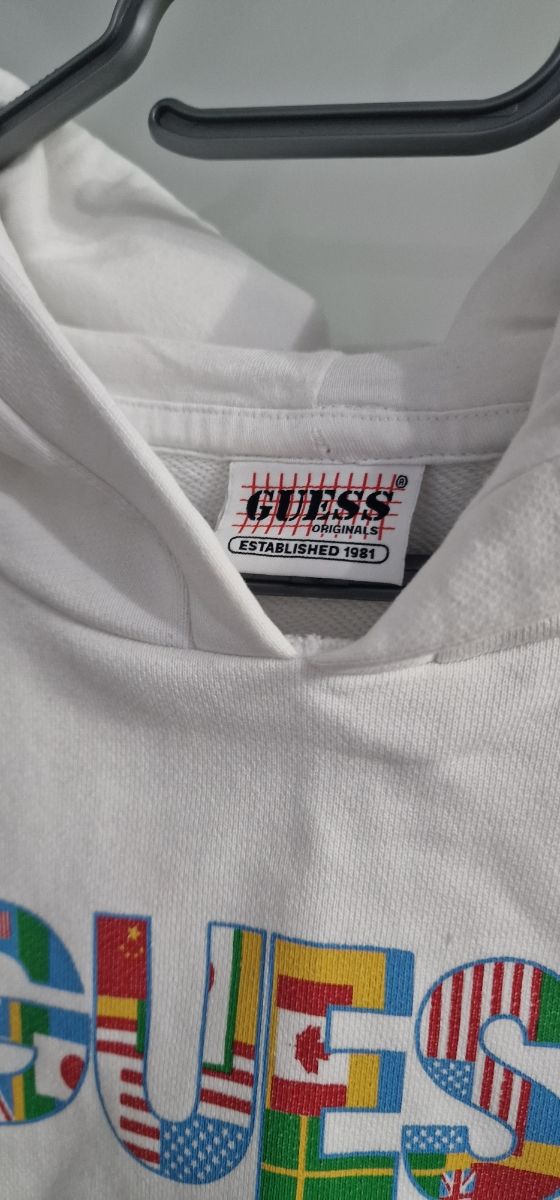 GUESS®
ORIGINALS
ESTABLISHED 1981
GUES